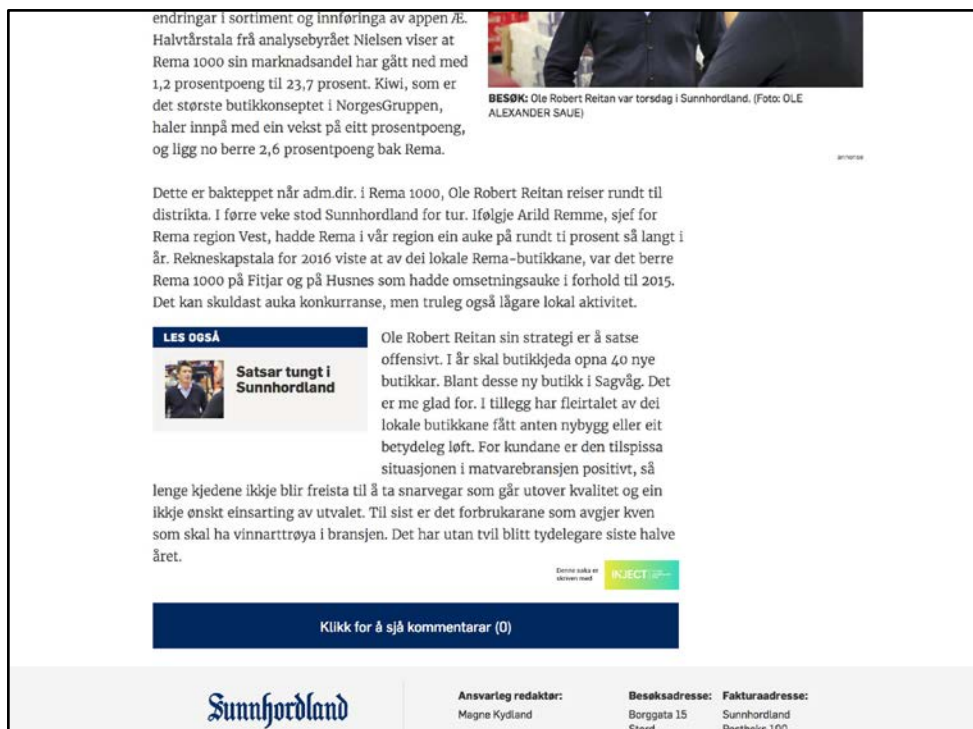 endringar i sortiment og innføringa av appen Æ.
Halvtårstala frå analysebyrået Nielsen viser at
Rema 1000 sin marknadsandel har gått ned med
1,2 prosentpoeng til 23,7 prosent. Kiwi, som er
det største butikkonseptet i NorgesGruppen,
haler innpå med ein vekst på eitt prosentpoeng,
og ligg no berre 2,6 prosentpoeng bak Rema.
BESØK: Ole Robert Reitan var torsdag i Sunnhordland. (Foto: OLE
ALEXANDER SAUE)
annonse
Dette er bakteppet når adm.dir. i Rema 1000, Ole Robert Reitan reiser rundt til
distrikta. I førre veke stod Sunnhordland for tur. Ifølgje Arild Remme, sjef for
Rema region Vest, hadde Rema i vår region ein auke på rundt ti prosent så langt i
år. Rekneskapstala for 2016 viste at av dei lokale Rema-butikkane, var det berre
Rema 1000 på Fitjar og på Husnes som hadde omsetningsauke i forhold til 2015.
Det kan skuldast auka konkurranse, men truleg også lågare lokal aktivitet.
LES OGSÅ
Satsar tungt i
Sunnhordland
Ole Robert Reitan sin strategi er å satse
offensivt. I år skal butikkjeda opna 40 nye
butikkar. Blant desse ny butikk i Sagvåg. Det
er me glad for. I tillegg har fleirtalet av dei
lokale butikkane fått anten nybygg eller eit
betydeleg løft. For kundane er den tilspissa
situasjonen i matvarebransjen positivt, så
lenge kjedene ikkje blir freista til å ta snarvegar som går utover kvalitet og ein
ikkje ønskt einsarting av utvalet. Til sist er det forbrukarane som avgjer kven
som skal ha vinnarttrøya i bransjen. Det har utan tvil blitt tydelegare siste halve
året.
Denne saka er
skriven med
INJECT
Klikk for å sjå kommentarar (0)
Sunnhordland
Ansvarleg redaktør:
Magne Kydland
Besøksadresse:
Borggata 15
Stord
Fakturaadresse:
Sunnhordland
Postboks 100